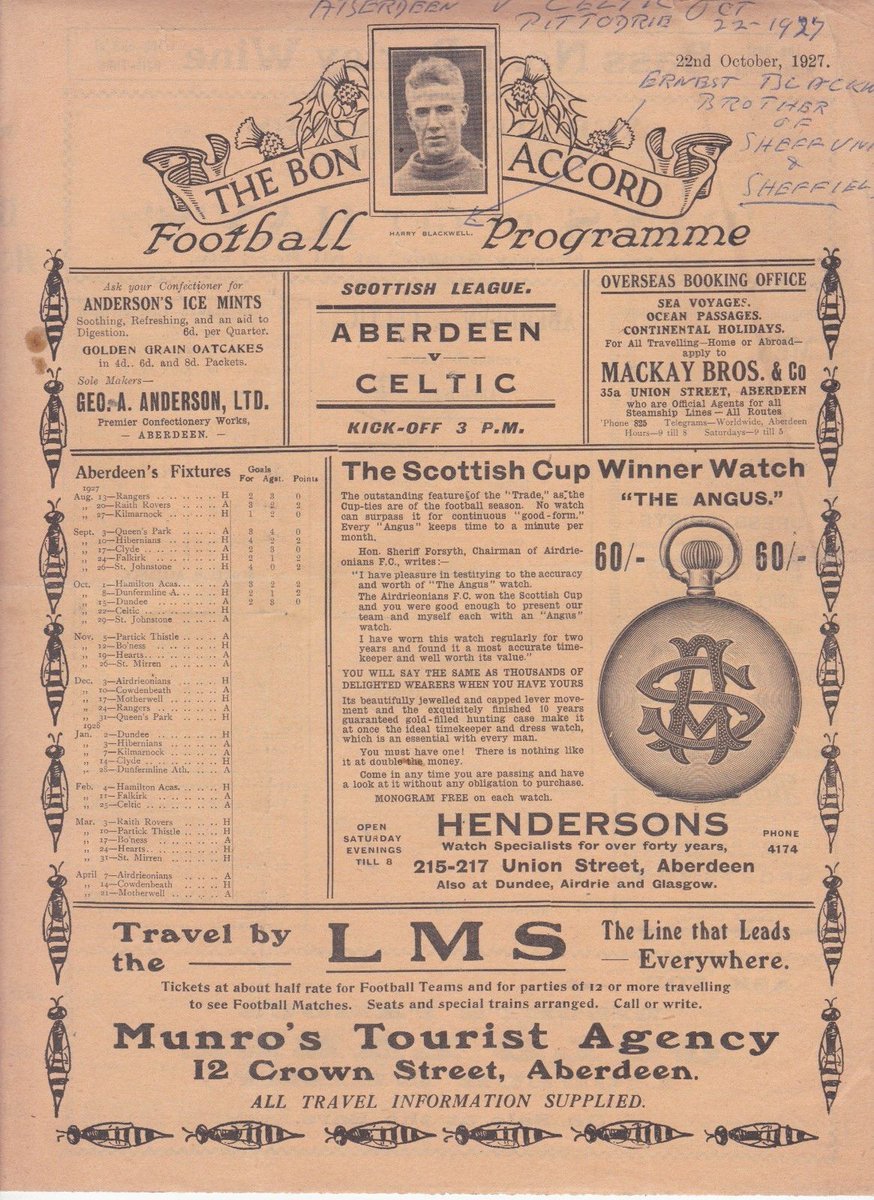 ABERDEEN V CELTIC OCT
PITTODRIE 22-1927
22nd October, 1927.
ERNEST
BROTHER
OF
&
THE BON ACCORD
HARRY BLACKWELL.
Football Programme
Ask your Confectioner for
ANDERSON'S ICE MINTS
Soothing, Refreshing, and an aid to
Digestion. 6d. per Quarter.
GOLDEN GRAIN OATCAKES
in 4d., 6d. and 8d. Packets.
Sole Makers—
GEO. A. ANDERSON, LTD.
Premier Confectionery Works,
— ABERDEEN. —
SCOTTISH LEAGUE.
ABERDEEN
v
CELTIC
KICK-OFF 3 P.M.
OVERSEAS BOOKING OFFICE
SEA VOYAGES.
OCEAN PASSAGES.
CONTINENTAL HOLIDAYS.
For All Travelling—Home or Abroad—
apply to
MACKAY BROS. & Co
35a UNION STREET, ABERDEEN
who are Official Agents for all
Steamship Lines — All Routes
'Phone 825 Telegrams—Worldwide, Aberdeen
Hours—9 till 8 Saturdays—9 till 5
Aberdeen's Fixtures Goals
For Agst. Points
1927
Aug. 13—Rangers .. .. .. .. .. H 2 3 0
„ 20—Raith Rovers .. .. .. .. A 3 2 2
„ 27—Kilmarnock .. .. .. .. H 1 2 0
Sept. 3—Queen's Park .. .. .. A 3 4 0
„ 10—Hibernians .. .. .. .. H 4 2 2
„ 17—Clyde .. .. .. .. .. A 2 3 0
„ 24—Falkirk .. .. .. .. .. H 2 1 2
„ 26—St. Johnstone .. .. .. H 4 0 2
Oct. 1—Hamilton Acas. .. .. .. A 3 2 2
„ 8—Dunfermline A. .. .. .. H 2 1 2
„ 15—Dundee .. .. .. .. .. A 2 3 0
„ 22—Celtic .. .. .. .. .. H
„ 29—St. Johnstone .. .. .. A
Nov. 5—Partick Thistle .. .. .. A
„ 12—Bo'ness .. .. .. .. .. H
„ 19—Hearts .. .. .. .. .. A
„ 26—St. Mirren .. .. .. .. A
Dec. 3—Airdrieonians .. .. .. H
„ 10—Cowdenbeath .. .. .. A
„ 17—Motherwell .. .. .. .. H
„ 24—Rangers .. .. .. .. .. A
„ 31—Queen's Park .. .. .. H
1928
Jan. 2—Dundee .. .. .. .. .. H
„ 3—Hibernians .. .. .. .. A
„ 7—Kilmarnock .. .. .. .. A
„ 14—Clyde .. .. .. .. .. H
„ 28—Dunfermline Ath. .. .. A
Feb. 4—Hamilton Acas. .. .. .. H
„ 11—Falkirk .. .. .. .. .. A
„ 25—Celtic .. .. .. .. .. A
Mar. 3—Raith Rovers .. .. .. H
„ 10—Partick Thistle .. .. .. H
„ 17—Bo'ness .. .. .. .. .. A
„ 24—Hearts .. .. .. .. .. H
„ 31—St. Mirren .. .. .. .. H
April 7—Airdrieonians .. .. .. A
„ 14—Cowdenbeath .. .. .. H
„ 21—Motherwell .. .. .. .. A
The Scottish Cup Winner Watch
"THE ANGUS."
60/- 60/-
The outstanding feature of the "Trade," as the
Cup-ties are of the football season. No watch
can surpass it for continuous "good-form."
Every "Angus" keeps time to a minute per
month.
Hon. Sheriff Forsyth, Chairman of Airdrie-
onians F.C., writes:—
"I have pleasure in testitying to the accuracy
and worth of "The Angus" watch.
The Airdrieonians F.C. won the Scottish Cup
and you were good enough to present our
team and myself each with an "Angus"
watch.
I have worn this watch regularly for two
years and found it a most accurate time-
keeper and well worth its value."
YOU WILL SAY THE SAME AS THOUSANDS OF
DELIGHTED WEARERS WHEN YOU HAVE YOURS
Its beautifully jewelled and capped lever move-
ment and the exquisitely finished 10 years
guaranteed gold-filled hunting case make it
at once the ideal timekeeper and dress watch,
which is an essential with every man.
You must have one! There is nothing like
it at double the money.
Come in any time you are passing and have
a look at it without any obligation to purchase.
MONOGRAM FREE on each watch.
OPEN
SATURDAY
EVENINGS
TILL 8
HENDERSONS
Watch Specialists for over forty years,
215-217 Union Street, Aberdeen
Also at Dundee, Airdrie and Glasgow.
PHONE
4174
Travel by
the
LMS
The Line that Leads
— Everywhere.
Tickets at about half rate for Football Teams and for parties of 12 or more travelling
to see Football Matches. Seats and special trains arranged. Call or write.
Munro's Tourist Agency
12 Crown Street, Aberdeen.
ALL TRAVEL INFORMATION SUPPLIED.